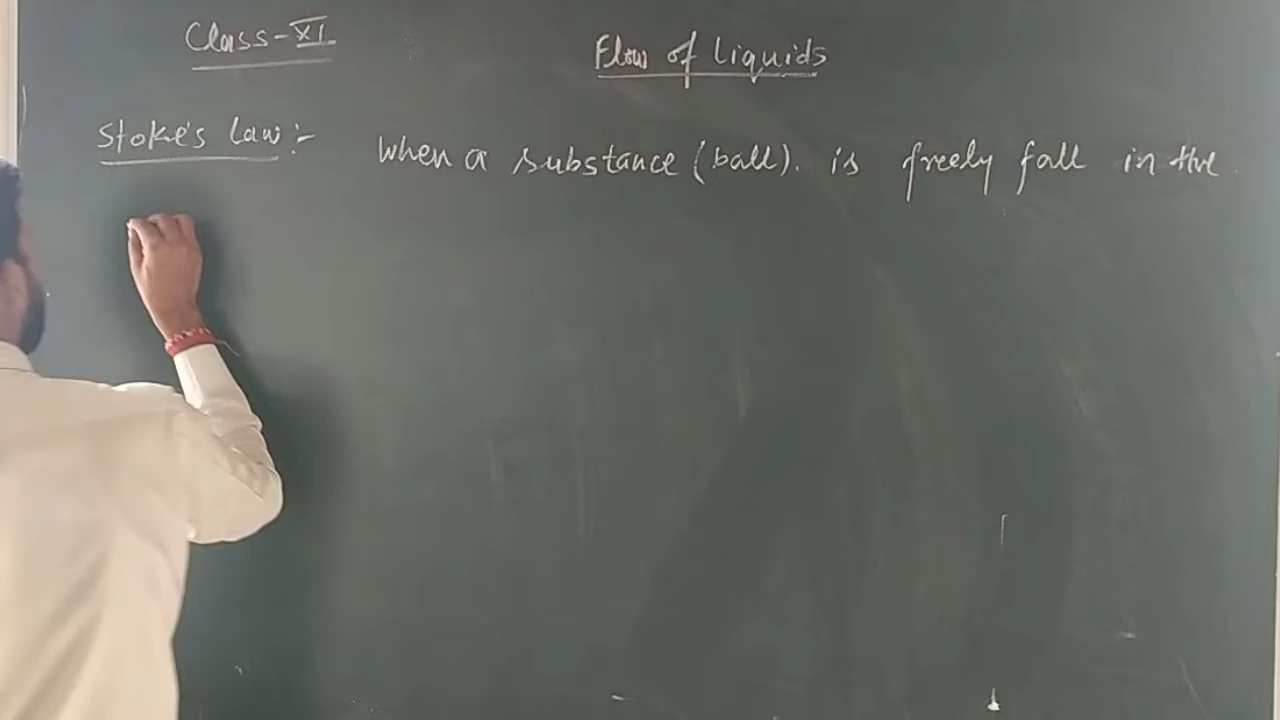 Class-XI
Flow of Liquids
Stoke's Law:-
When a substance (ball). is freely fall in the